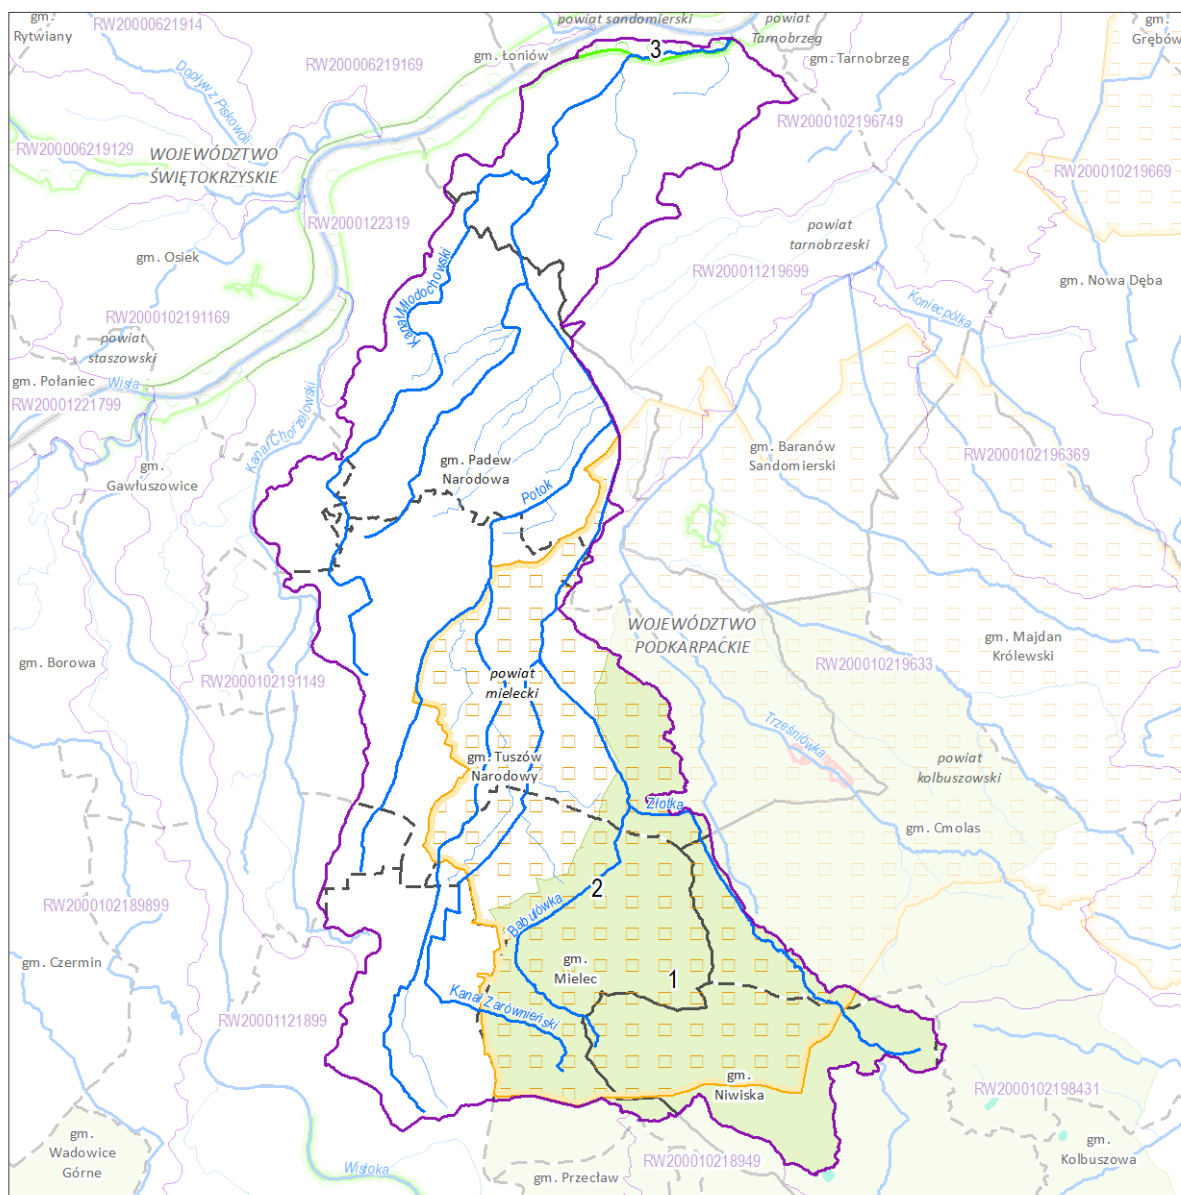 gm.
Rytwiany
RW20000621914
powiat sandomierski
powiat
Tarnobrzeg
gm.
Grębów
3
gm. Łoniów
gm. Tarnobrzeg
RW200006219169
Dopływ z Piskowoli
RW2000102196749
RW200006219129
WOJEWÓDZTWO
ŚWIĘTOKRZYSKIE
RW200010219669
RW2000122319
powiat
tarnobrzeski
gm. Osiek
Kanał Młodochowski
RW200011219699
gm. Nowa Dęba
Koniecpólka
RW2000102191169
powiat
staszowski
gm. Połaniec
Wisła
RW20001221799
Kanał Chorzelowski
gm. Baranów
Sandomierski
RW2000102196369
gm.
Gawłuszowice
gm. Padew
Narodowa
Potok
WOJEWÓDZTWO
PODKARPACKIE
gm. Majdan
Królewski
gm. Borowa
RW200010219633
RW2000102191149
powiat
mielecki
Trześniówka
gm. Tuszów
Narodowy
powiat
kolbuszowski
Złotka
gm. Cmolas
2
RW2000102189899
Babulówka
gm. Czermin
gm.
Mielec
1
Kanał Zarównieński
RW20001121899
gm.
Niwiska
RW2000102198431
gm.
Wadowice
Górne
gm.
Kolbuszowa
RW200010218949
Wisłoka
gm. Przecław